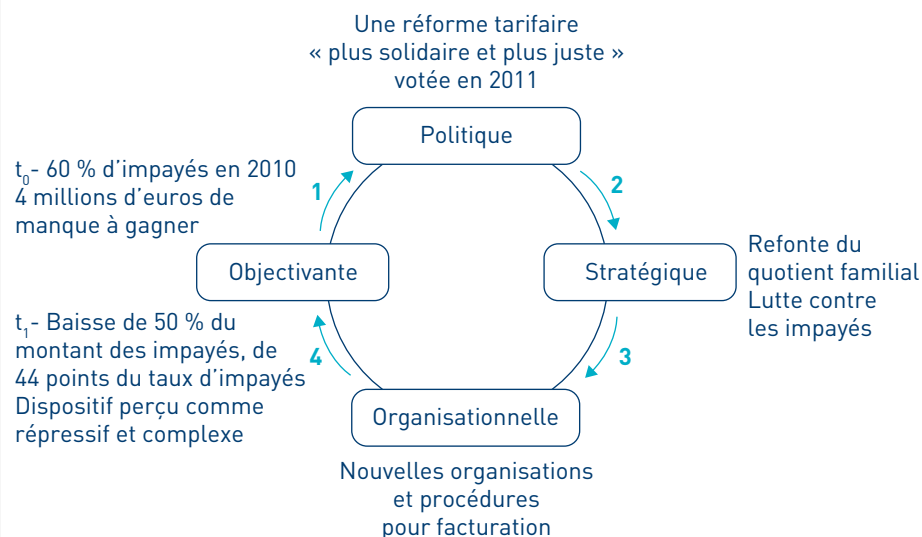 Une réforme tarifaire
« plus solidaire et plus juste »
votée en 2011
Politique
t0- 60 % d'impayés en 2010
4 millions d'euros de
manque à gagner
1
2
Objectivante
Stratégique
Refonte du
quotient familial
Lutte contre
les impayés
t1- Baisse de 50 % du
montant des impayés, de
44 points du taux d'impayés
Dispositif perçu comme
répressif et complexe
4
3
Organisationnelle
Nouvelles organisations
et procédures
pour facturation